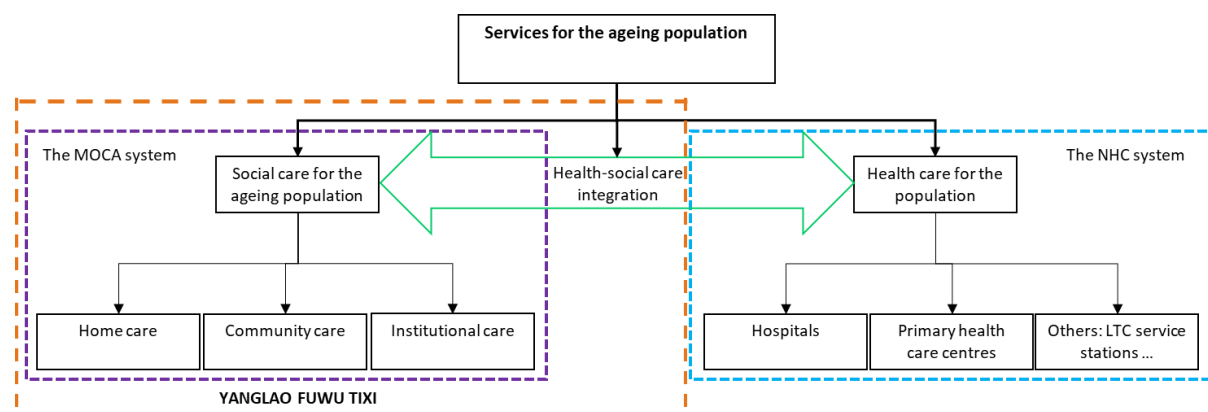 Services for the ageing population
The MOCA system
The NHC system
Social care for the
ageing population
Health-social care
integration
Health care for the
population
Home care
Community care
Institutional care
Hospitals
Primary health
care centres
Others: LTC service
stations ...
YANGLAO FUWU TIXI